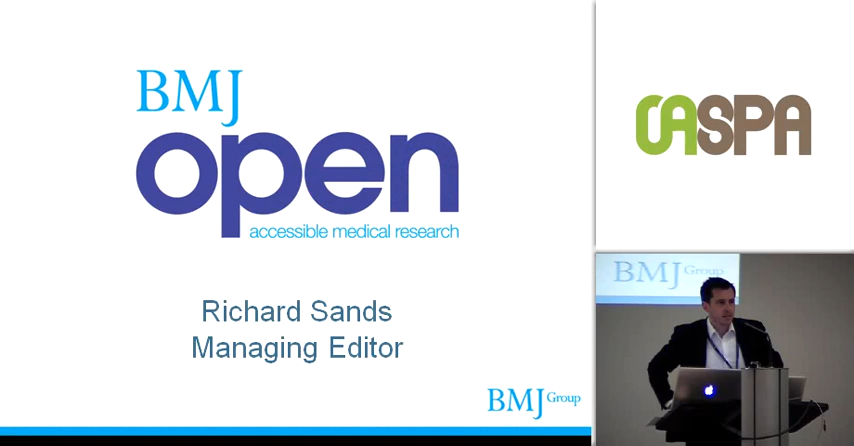 BMJ
open
accessible medical research
Richard Sands
Managing Editor
BMJ Group
OASPA
BMJ Group